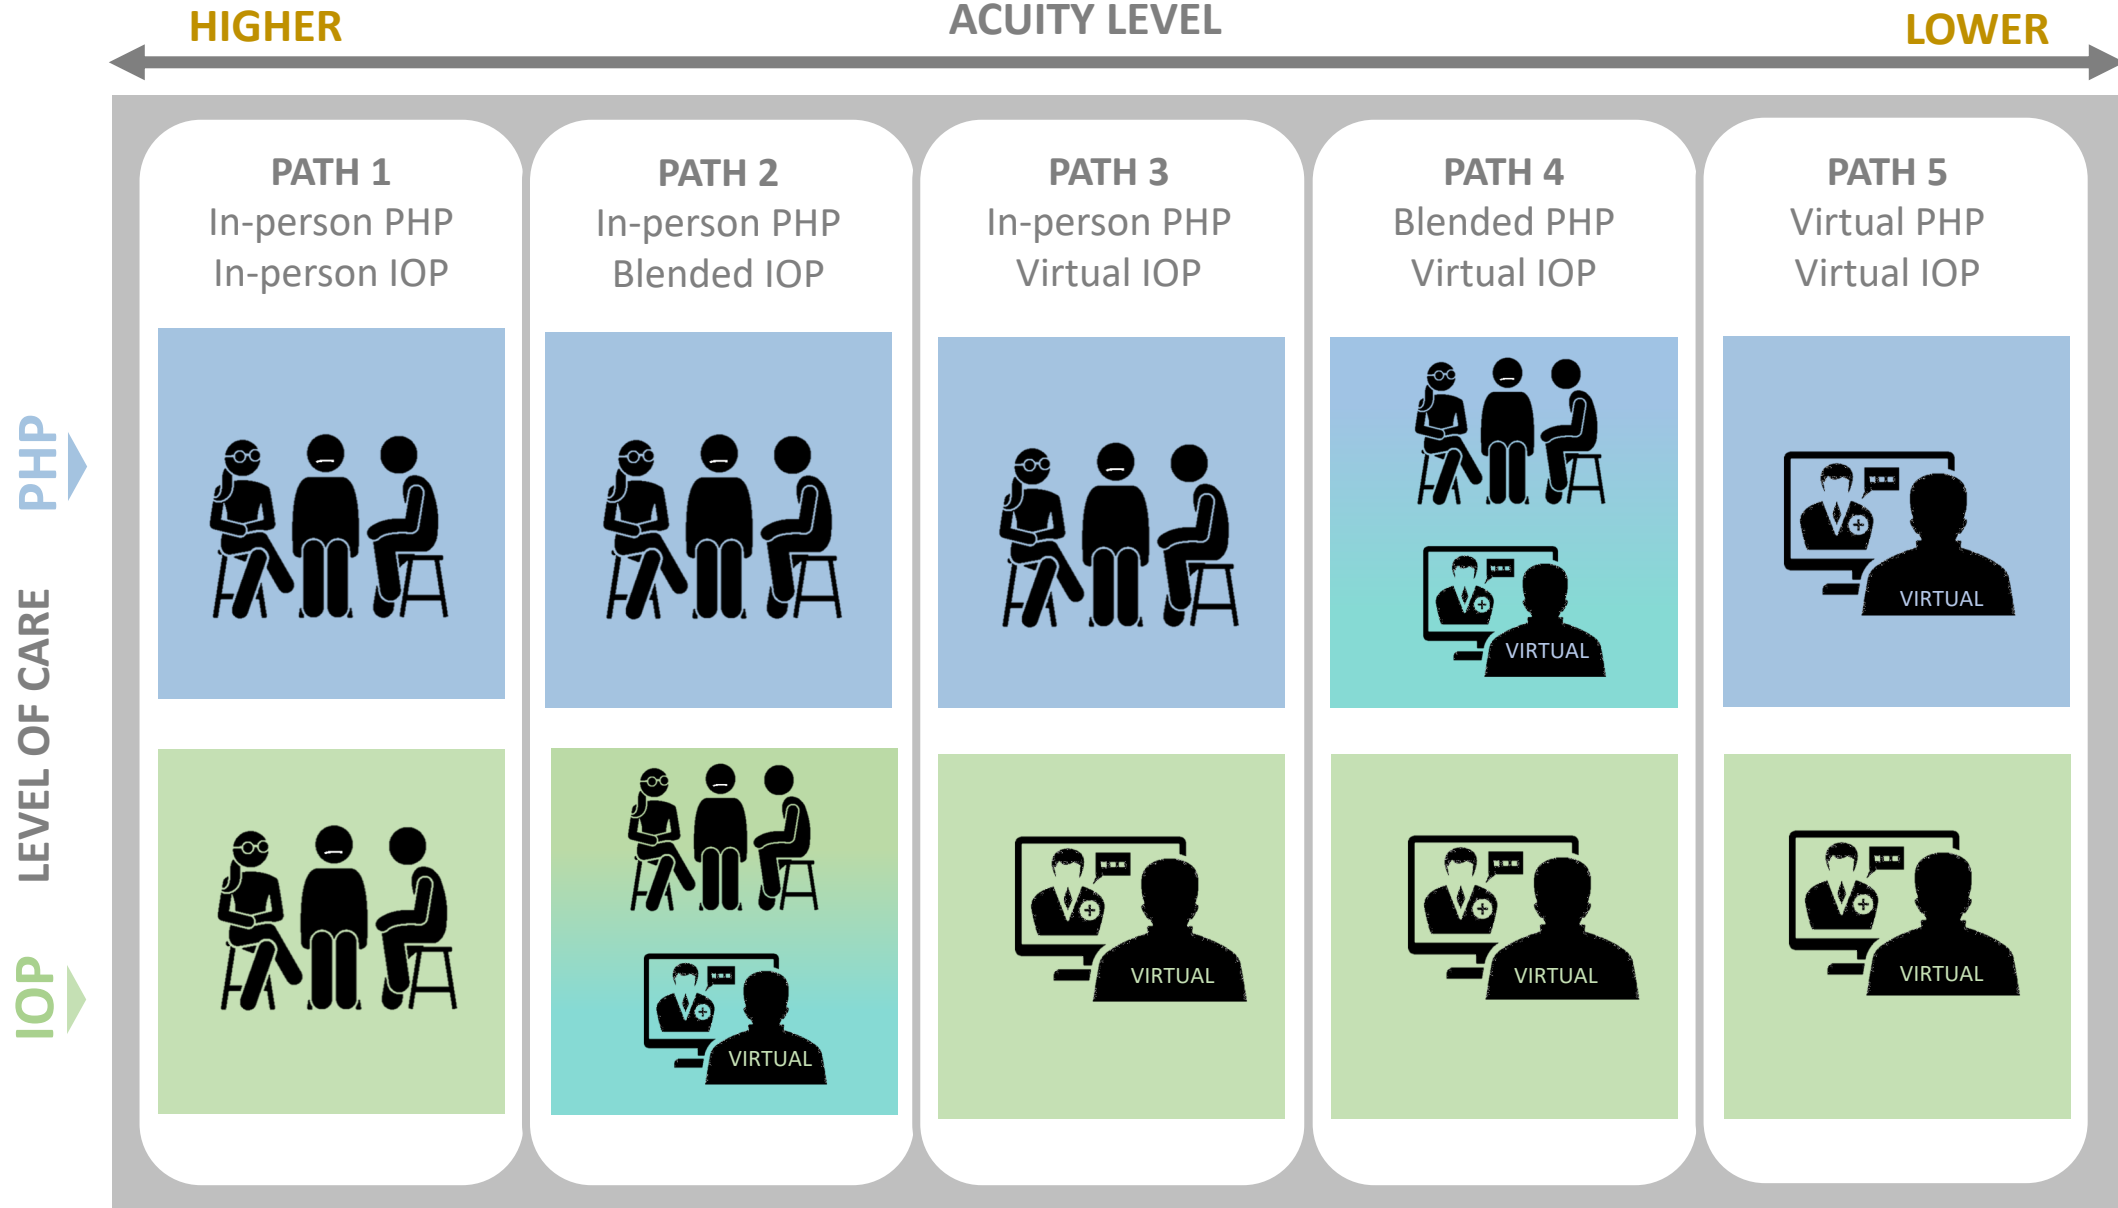 HIGHER
ACUITY LEVEL
LOWER
PATH 1
In-person PHP
In-person IOP
PATH 2
In-person PHP
Blended IOP
PATH 3
In-person PHP
Virtual IOP
PATH 4
Blended PHP
Virtual IOP
PATH 5
Virtual PHP
Virtual IOP
PHP
LEVEL OF CARE
IOP
VIRTUAL
VIRTUAL
VIRTUAL
VIRTUAL
VIRTUAL
VIRTUAL